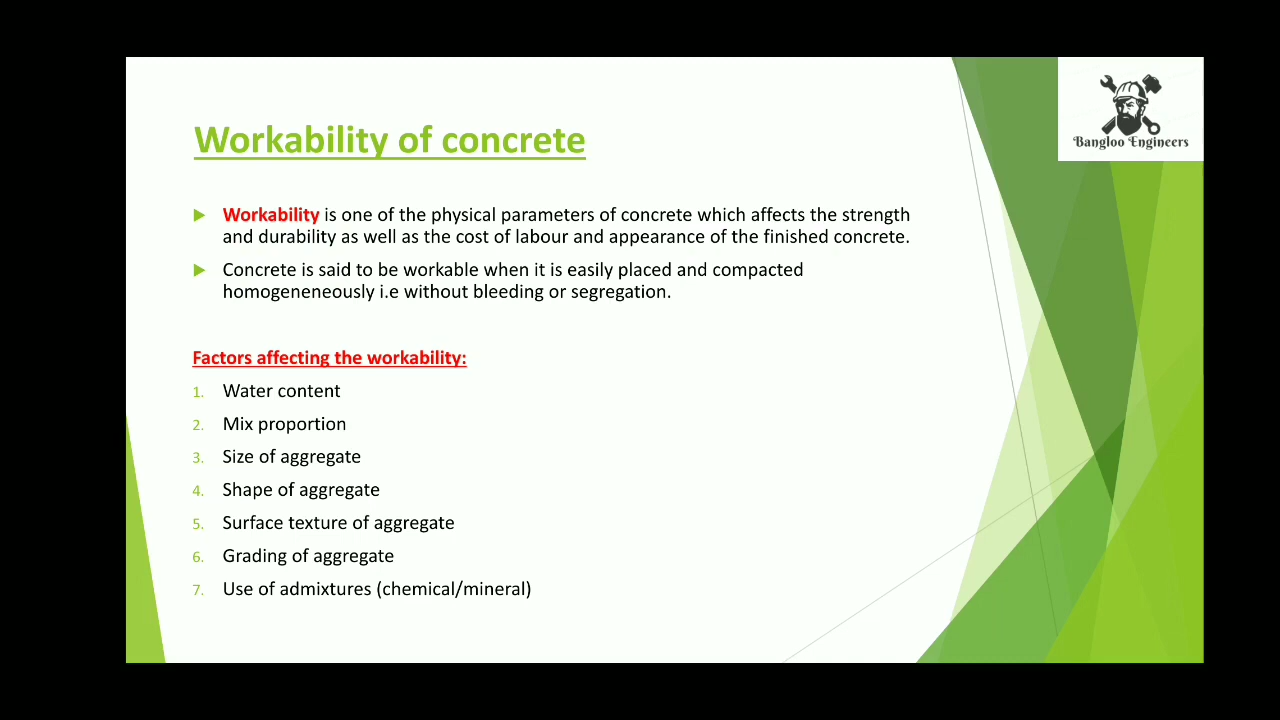 Bangloo Engineers
Workability of concrete
Workability is one of the physical parameters of concrete which affects the strength
and durability as well as the cost of labour and appearance of the finished concrete.
Concrete is said to be workable when it is easily placed and compacted
homogeneneously i.e without bleeding or segregation.
Factors affecting the workability:
1. Water content
2. Mix proportion
3. Size of aggregate
4. Shape of aggregate
5. Surface texture of aggregate
6. Grading of aggregate
7. Use of admixtures (chemical/mineral)